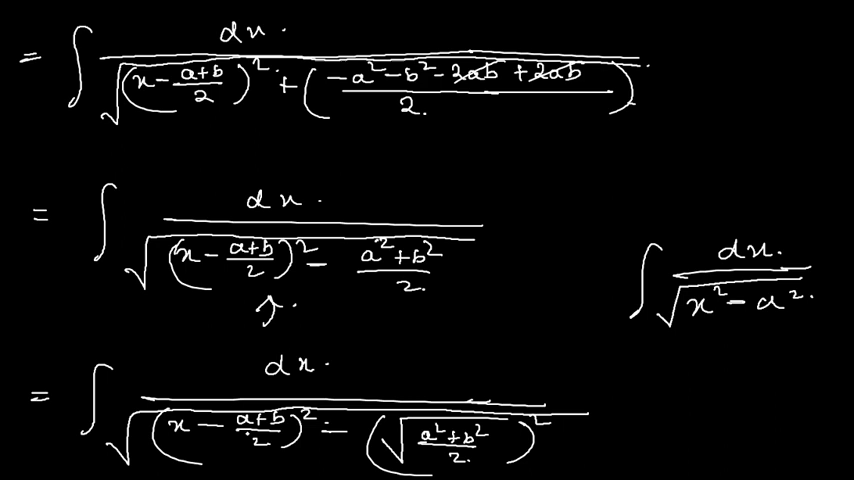 = ∫ dx / √((x − (a+b)/2)² + ((−a² − b² − 2ab + 2ab)/2))
= ∫ dx / √((x − (a+b)/2)² − (a² + b²)/2)
∫ dx / √(x² − a²)
= ∫ dx / √((x − (a+b)/2)² − (√((a² + b²)/2))²)